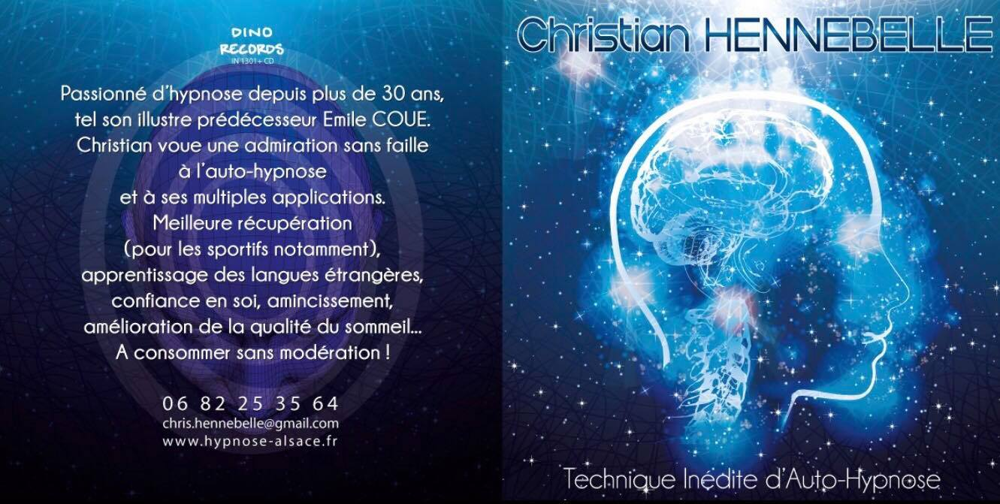 DINO
RECORDS
IN 1301+ CD
Passionné d'hypnose depuis plus de 30 ans,
tel son illustre prédécesseur Emile COUE.
Christian voue une admiration sans faille
à l'auto-hypnose
et à ses multiples applications.
Meilleure récupération
(pour les sportifs notamment),
apprentissage des langues étrangères,
confiance en soi, amincissement,
amélioration de la qualité du sommeil...
A consommer sans modération !
06 82 25 35 64
chris.hennebelle@gmail.com
www.hypnose-alsace.fr
Christian HENNEBELLE
Technique Inédite d'Auto-Hypnose